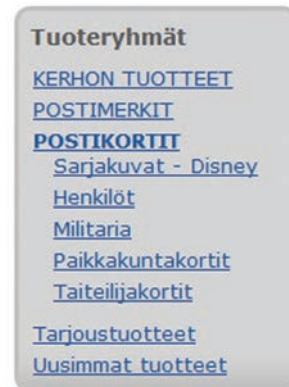 Tuoteryhmät
KERHON TUOTTEET
POSTIMERKIT
POSTIKORTIT
Sarjakuvat - Disney
Henkilöt
Militaria
Paikkakuntakortit
Taiteilijakortit
Tarjoustuotteet
Uusimmat tuotteet